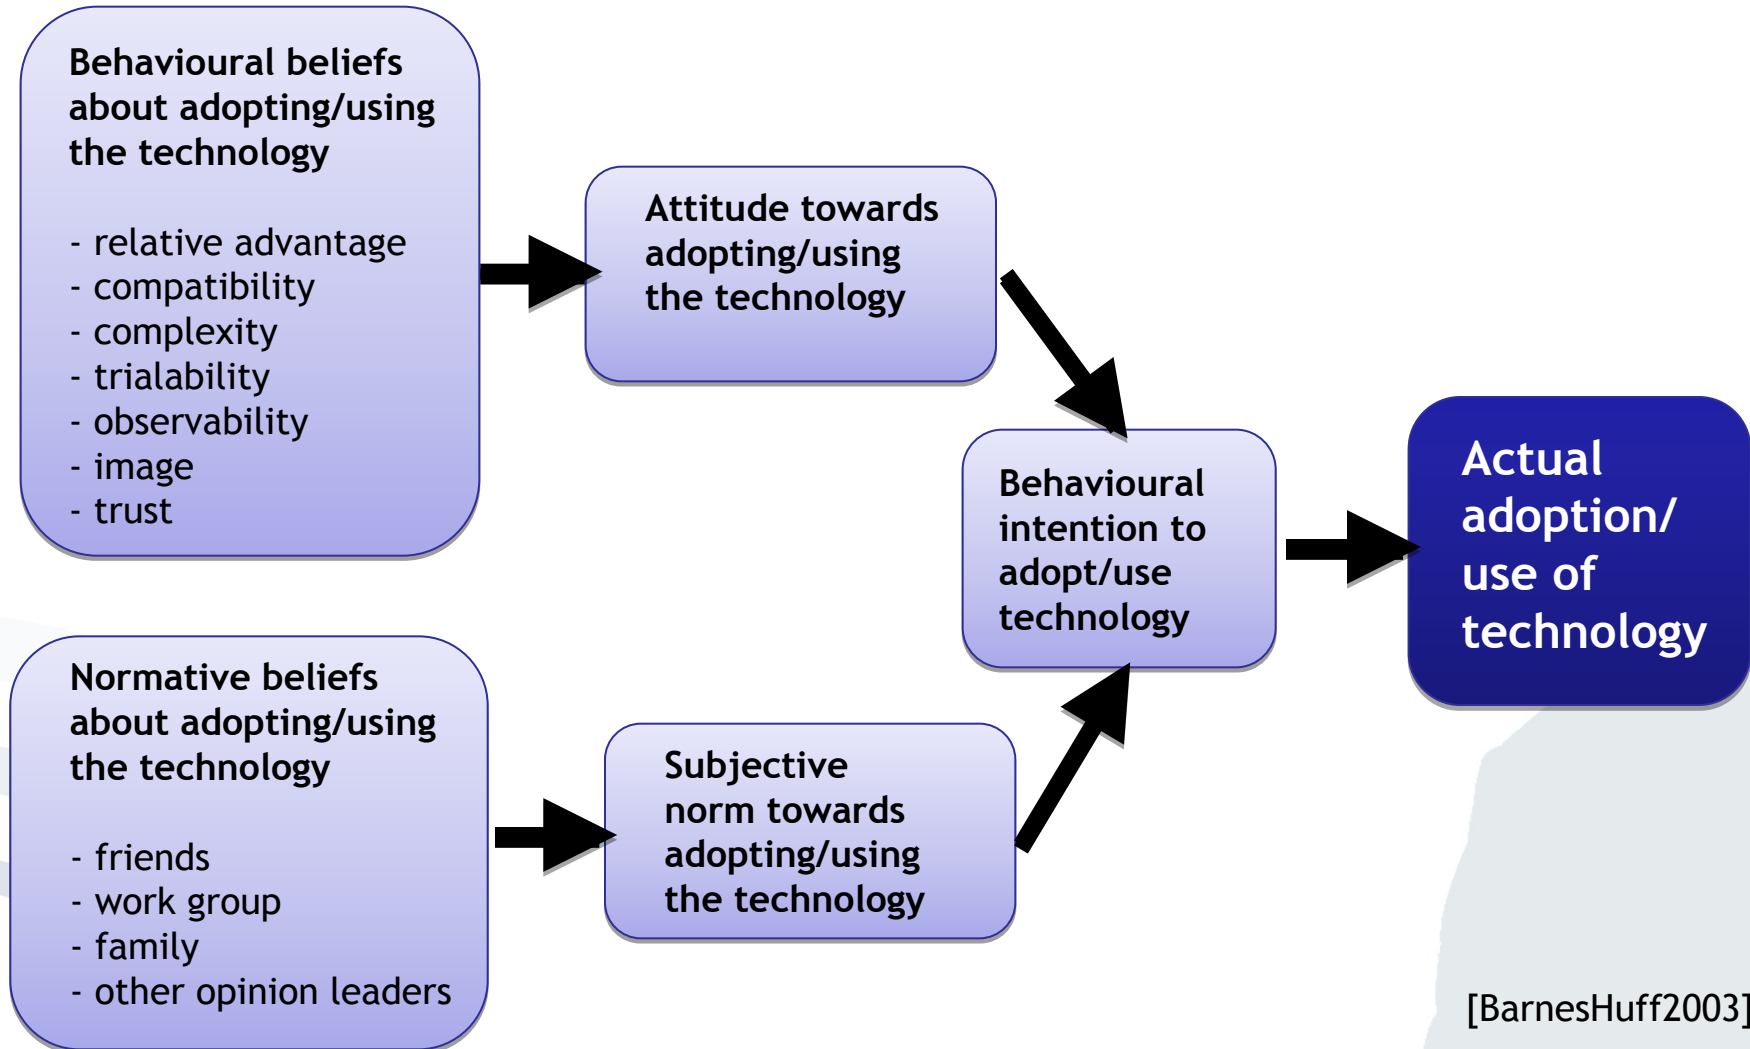 Behavioural beliefs
about adopting/using
the technology
- relative advantage
- compatibility
- complexity
- trialability
- observability
- image
- trust
Attitude towards
adopting/using
the technology
Behavioural
intention to
adopt/use
technology
Actual
adoption/
use of
technology
Normative beliefs
about adopting/using
the technology
- friends
- work group
- family
- other opinion leaders
Subjective
norm towards
adopting/using
the technology
[BarnesHuff2003]